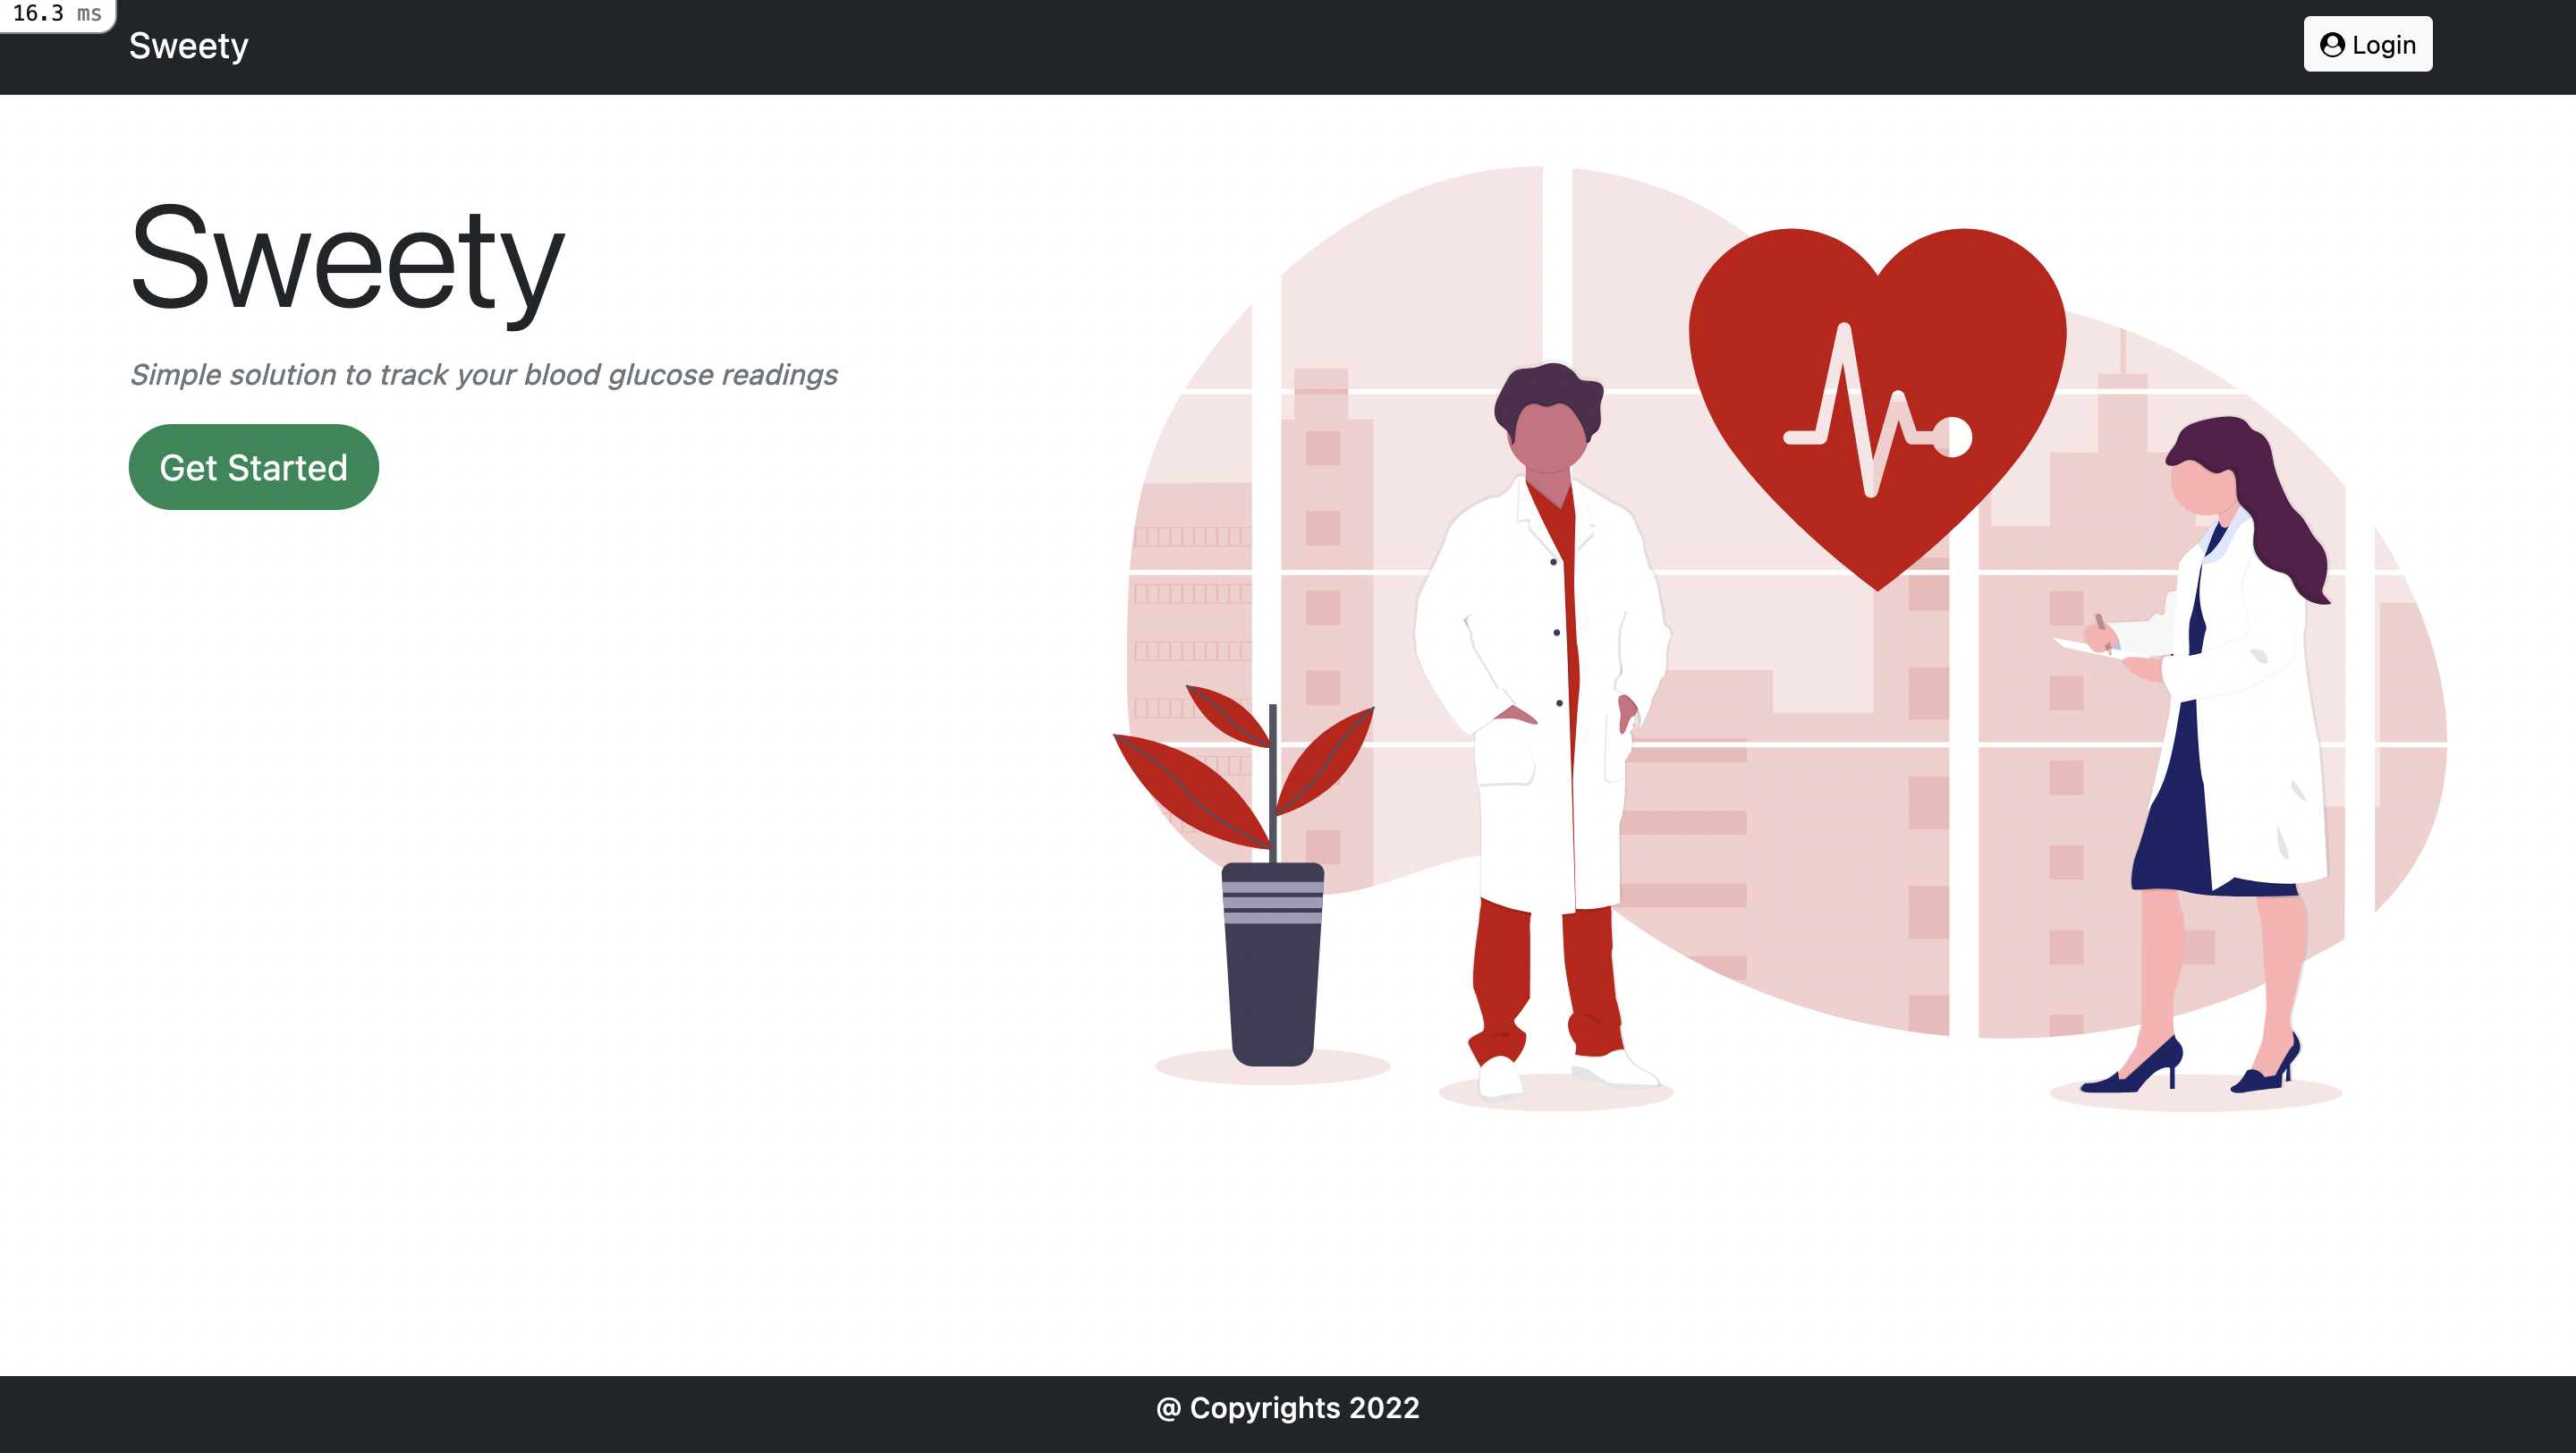 16.3 ms
Sweety
Login
Sweety
Simple solution to track your blood glucose readings
Get Started
@ Copyrights 2022